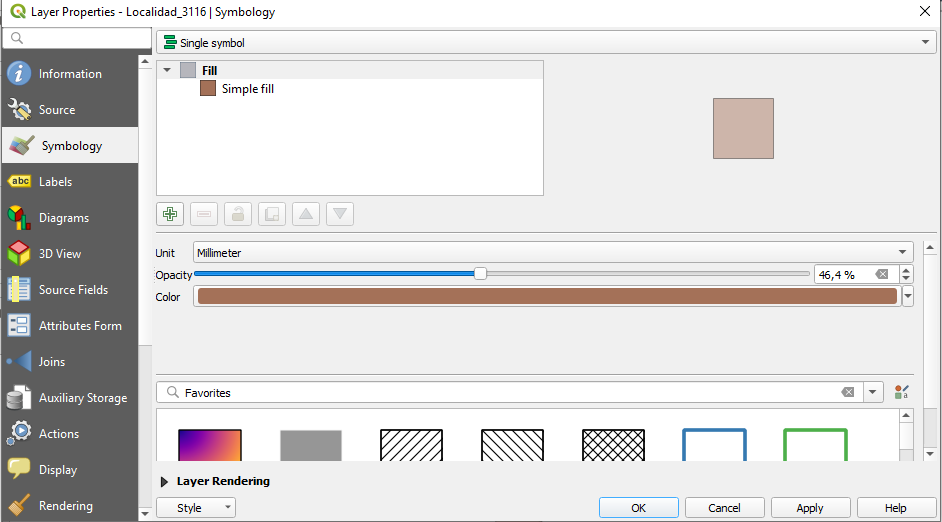 Layer Properties - Localidad_3116 | Symbology
Single symbol
Information
Source
Symbology
abc Labels
Diagrams
3D View
Source Fields
Attributes Form
Joins
Auxiliary Storage
Actions
Display
Rendering
Fill
Simple fill
Unit Millimeter
Opacity 46,4 %
Color
Favorites
a
Layer Rendering
Style OK Cancel Apply Help